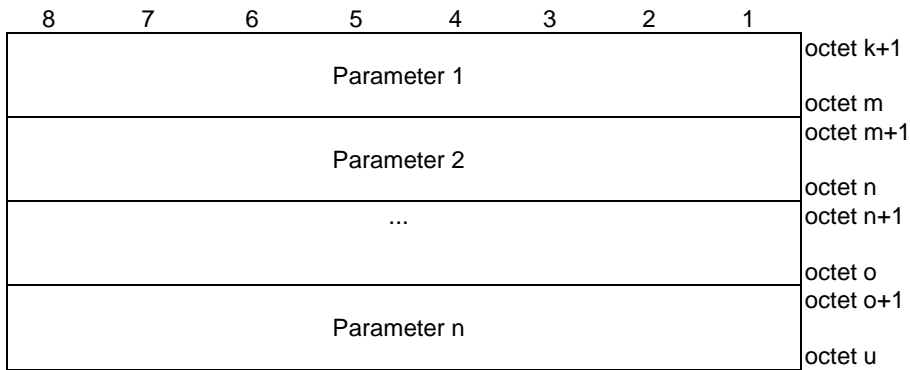 8 7 6 5 4 3 2 1
octet k+1
Parameter 1
octet m
octet m+1
Parameter 2
octet n
... octet n+1
octet o
octet o+1
Parameter n
octet u